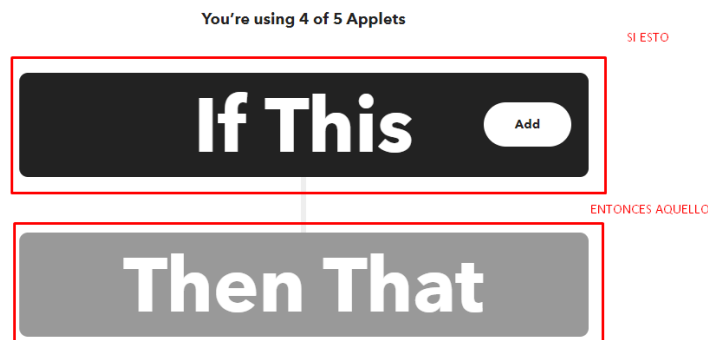 You're using 4 of 5 Applets
SI ESTO
If This
Add
ENTONCES AQUELLO
Then That